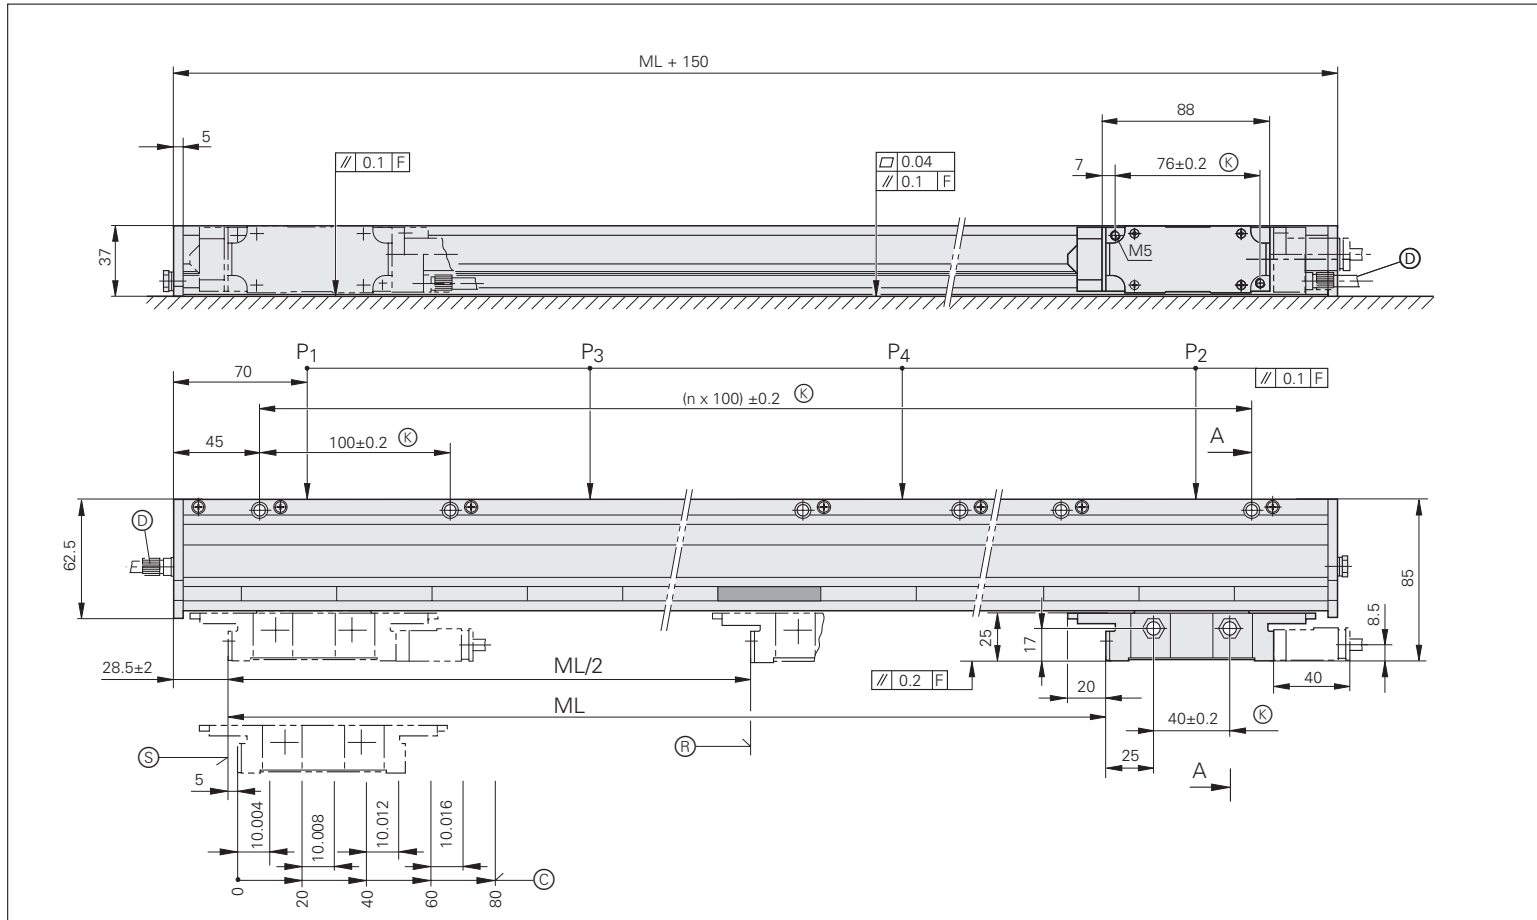 ML + 150
88
5
// 0.1 F
⏥ 0.04
// 0.1 F
7
76±0.2 Ⓚ
37
M5
Ⓓ
P1
P3
P4
P2
70
// 0.1 F
(n x 100) ±0.2 Ⓚ
45
100±0.2 Ⓚ
A
Ⓓ
62.5
85
8.5
25
17
28.5±2
ML/2
// 0.2 F
20
40
ML
40±0.2 Ⓚ
Ⓢ
Ⓡ
25
5
A
10.004
10.008
10.012
10.016
Ⓒ
0
20
40
60
80